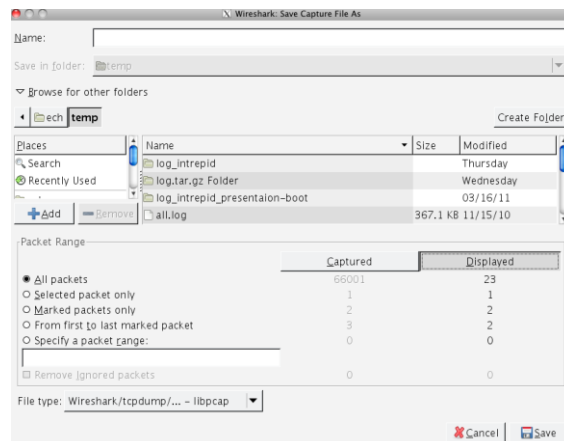 Wireshark: Save Capture File As
Name:
Save in folder: temp
Browse for other folders
ech temp Create Folder
Places Name Size Modified
Search log_intrepid Thursday
Recently Used log.tar.gz Folder Wednesday
log_intrepid_presentaion-boot 03/16/11
Add Remove all.log 367.1 KB 11/15/10
Packet Range
Captured Displayed
All packets 66001 23
Selected packet only 1 1
Marked packets only 2 2
From first to last marked packet 3 2
Specify a packet range: 0 0
Remove Ignored packets 0 0
File type: Wireshark/tcpdump/... - libpcap
Cancel Save